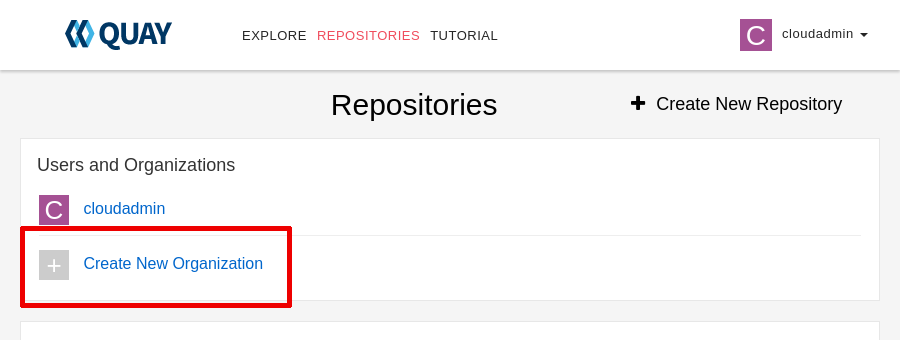 QUAY EXPLORE REPOSITORIES TUTORIAL C cloudadmin
Repositories + Create New Repository
Users and Organizations
C cloudadmin
+ Create New Organization